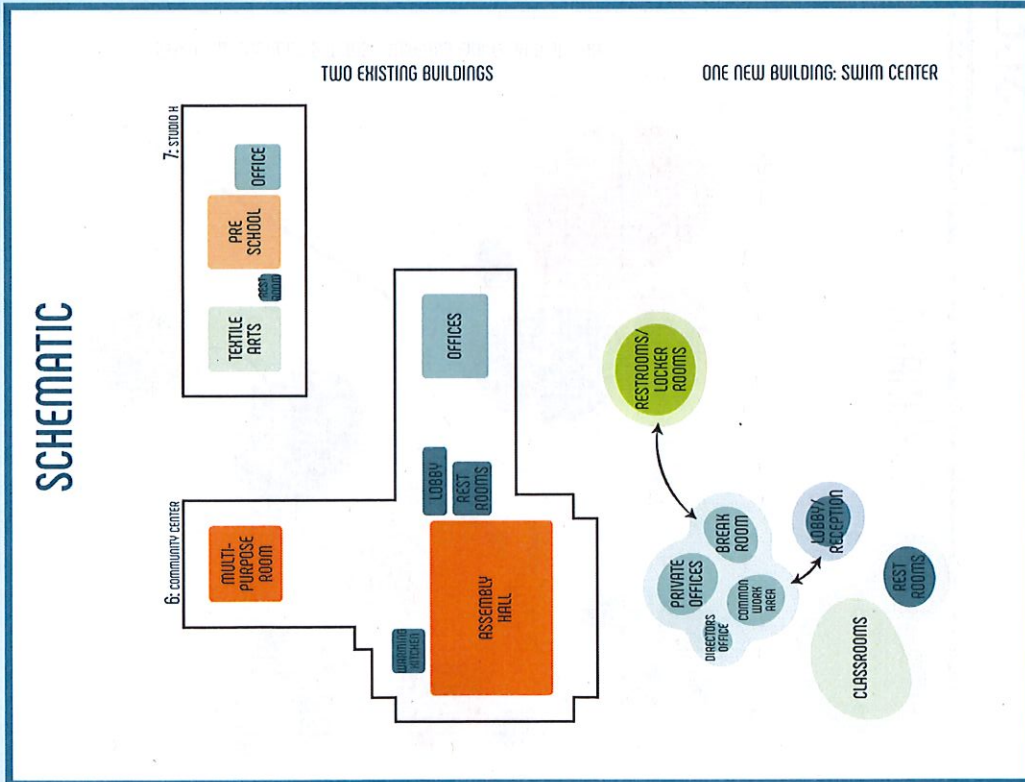 SCHEMATIC
TWO EXISTING BUILDINGS
ONE NEW BUILDING: SWIM CENTER
7: STUDIO H
TEXTILE
ARTS
REST
ROOM
PRE
SCHOOL
OFFICE
6: COMMUNITY CENTER
MULTI-
PURPOSE
ROOM
WARMING
KITCHEN
ASSEMBLY
HALL
LOBBY
REST
ROOMS
OFFICES
RESTROOMS/
LOCKER
ROOMS
PRIVATE
OFFICES
BREAK
ROOM
DIRECTORS
OFFICE
COMMON
WORK
AREA
LOBBY/
RECEPTION
REST
ROOMS
CLASSROOMS